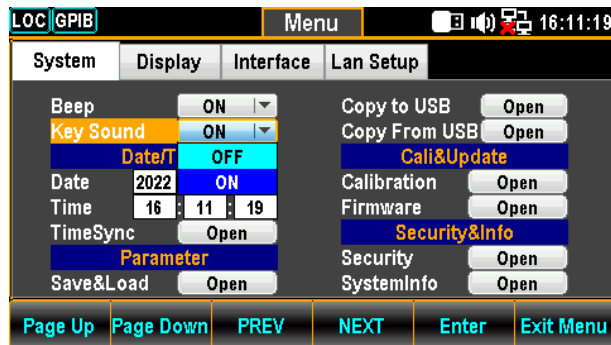 LOC GPIB Menu 16:11:19
System Display Interface Lan Setup
Beep ON Copy to USB Open
Key Sound ON Copy From USB Open
Date/T OFF Cali&Update
Date 2022 ON Calibration Open
Time 16 : 11 : 19 Firmware Open
TimeSync Open Security&Info
Parameter Security Open
Save&Load Open SystemInfo Open
Page Up Page Down PREV NEXT Enter Exit Menu